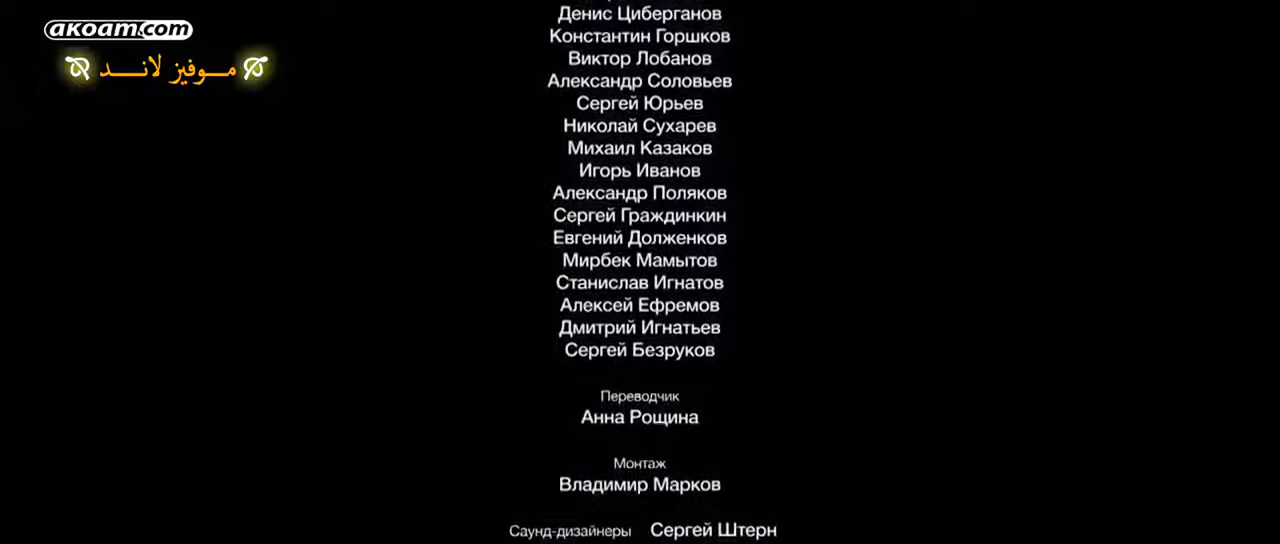 akoam.com
موفيز لاند
Денис Циберганов
Константин Горшков
Виктор Лобанов
Александр Соловьев
Сергей Юрьев
Николай Сухарев
Михаил Казаков
Игорь Иванов
Александр Поляков
Сергей Граждинкин
Евгений Долженков
Мирбек Мамытов
Станислав Игнатов
Алексей Ефремов
Дмитрий Игнатьев
Сергей Безруков
Переводчик
Анна Рощина
Монтаж
Владимир Марков
Саунд-дизайнеры Сергей Штерн